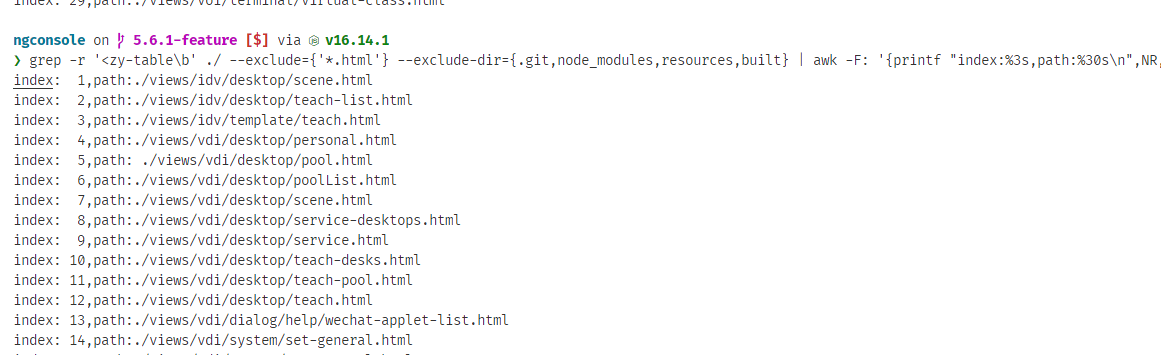 index: 29,path:./views/voi/terminal/virtual-class.html
ngconsole on 5.6.1-feature [$] via v16.14.1
❯ grep -r '<zy-table\b' ./ --exclude={'*.html'} --exclude-dir={.git,node_modules,resources,built} | awk -F: '{printf "index:%3s,path:%30s\n",NR,
index:  1,path:./views/idv/desktop/scene.html
index:  2,path:./views/idv/desktop/teach-list.html
index:  3,path:./views/idv/template/teach.html
index:  4,path:./views/vdi/desktop/personal.html
index:  5,path: ./views/vdi/desktop/pool.html
index:  6,path:./views/vdi/desktop/poolList.html
index:  7,path:./views/vdi/desktop/scene.html
index:  8,path:./views/vdi/desktop/service-desktops.html
index:  9,path:./views/vdi/desktop/service.html
index: 10,path:./views/vdi/desktop/teach-desks.html
index: 11,path:./views/vdi/desktop/teach-pool.html
index: 12,path:./views/vdi/desktop/teach.html
index: 13,path:./views/vdi/dialog/help/wechat-applet-list.html
index: 14,path:./views/vdi/system/set-general.html